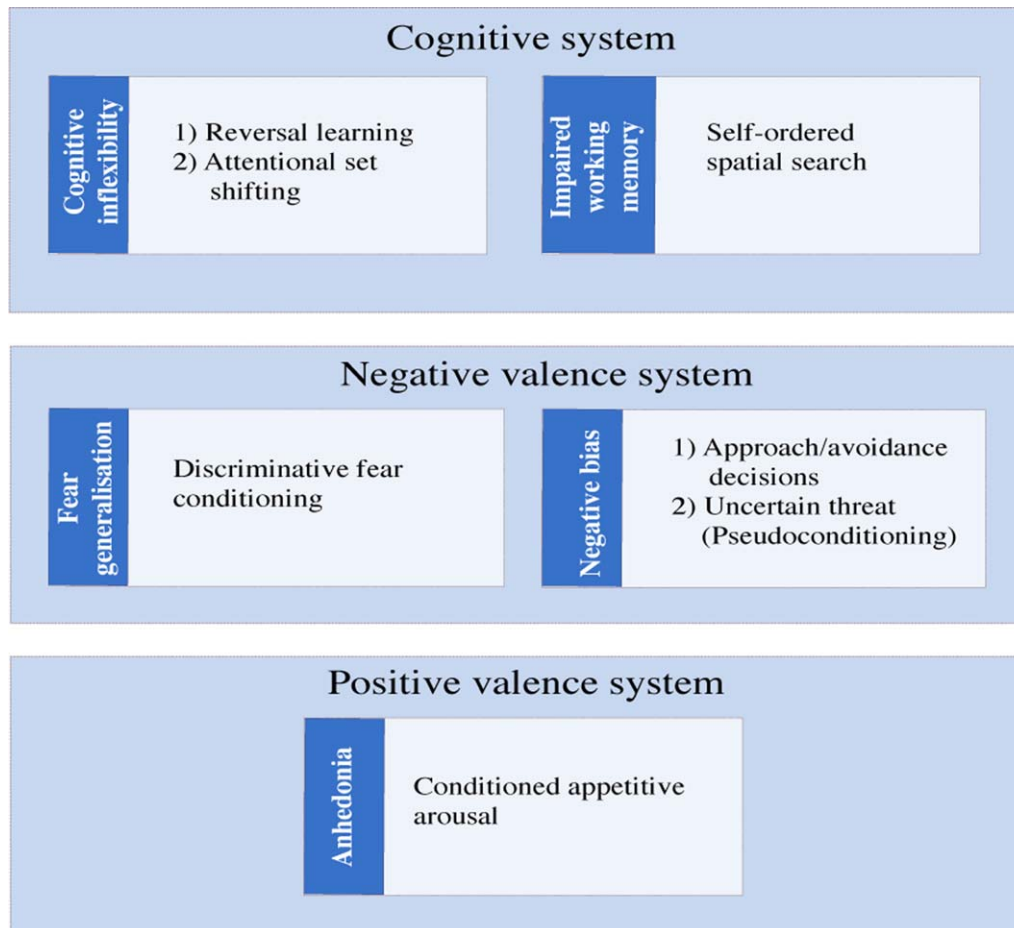 Cognitive system
Cognitive
inflexibility
1) Reversal learning
2) Attentional set
shifting
Impaired
working
memory
Self-ordered
spatial search
Negative valence system
Fear
generalisation
Discriminative fear
conditioning
Negative bias
1) Approach/avoidance
decisions
2) Uncertain threat
(Pseudoconditioning)
Positive valence system
Anhedonia
Conditioned appetitive
arousal